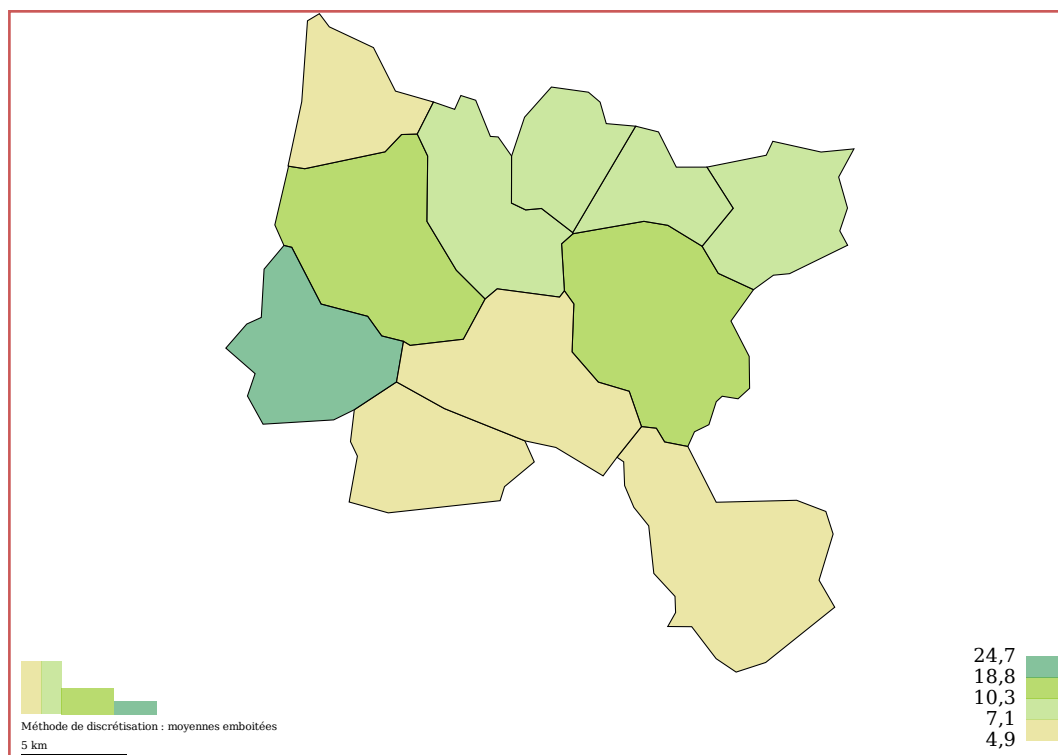 24,7
18,8
10,3
7,1
4,9
Méthode de discrétisation : moyennes emboitées
5 km